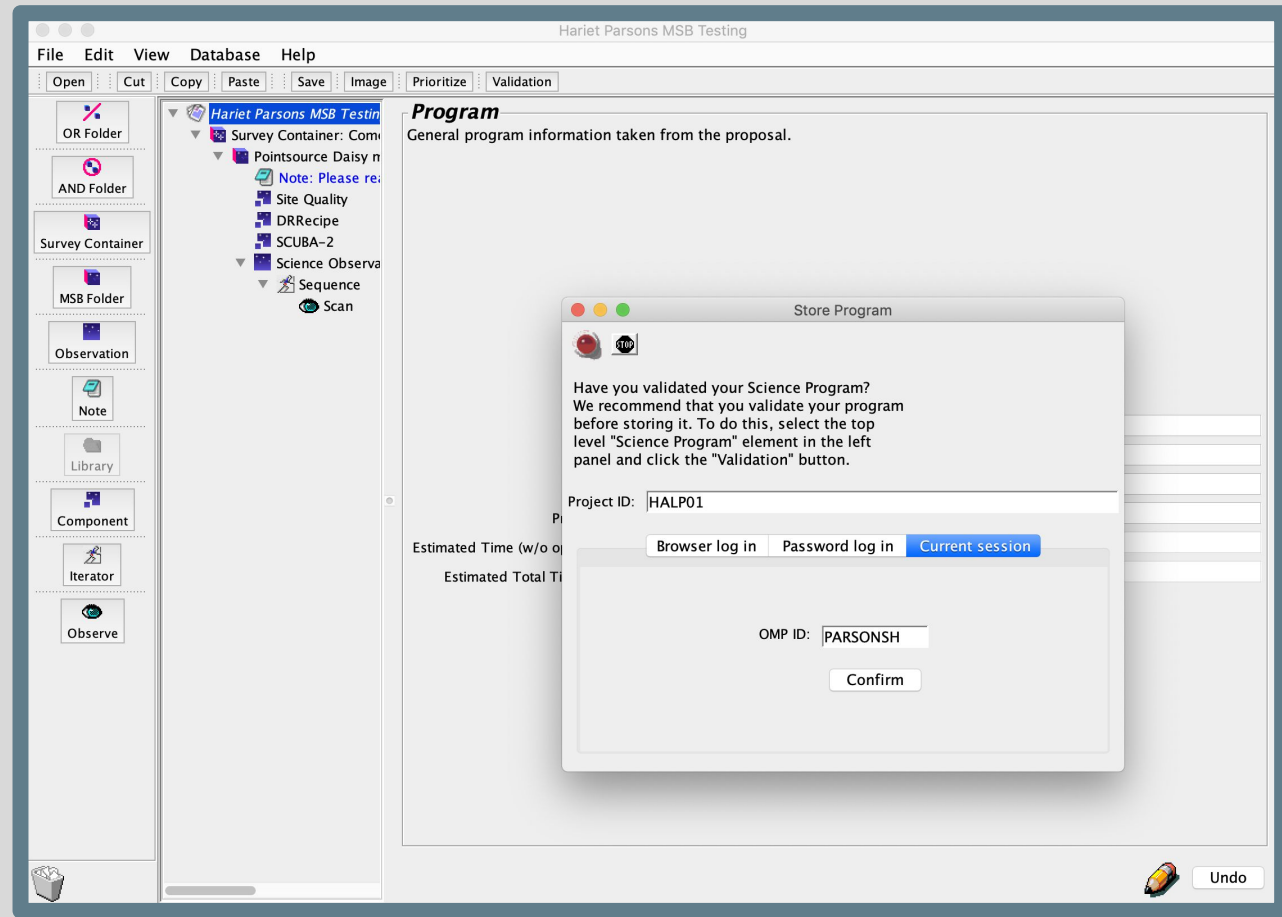 Hariet Parsons MSB Testing
File Edit View Database Help
Open Cut Copy Paste Save Image Prioritize Validation
OR Folder
AND Folder
Survey Container
MSB Folder
Observation
Note
Library
Component
Iterator
Observe
Hariet Parsons MSB Testin
Survey Container: Com
Pointsource Daisy m
Note: Please rea
Site Quality
DRRecipe
SCUBA-2
Science Observa
Sequence
Scan
Program
General program information taken from the proposal.
Pr
Estimated Time (w/o op
Estimated Total Ti
Store Program
STOP
Have you validated your Science Program?
We recommend that you validate your program
before storing it. To do this, select the top
level "Science Program" element in the left
panel and click the "Validation" button.
Project ID: HALP01
Browser log in Password log in Current session
OMP ID: PARSONSH
Confirm
Undo